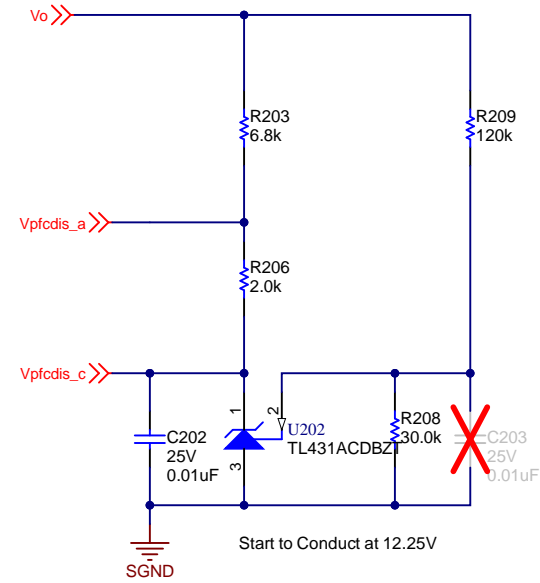 Vo
R203
6.8k
R209
120k
Vpfcdis_a
R206
2.0k
Vpfcdis_c
1
2
3
C202
25V
0.01uF
U202
TL431ACDBZT
R208
30.0k
C203
25V
0.01uF
Start to Conduct at 12.25V
SGND